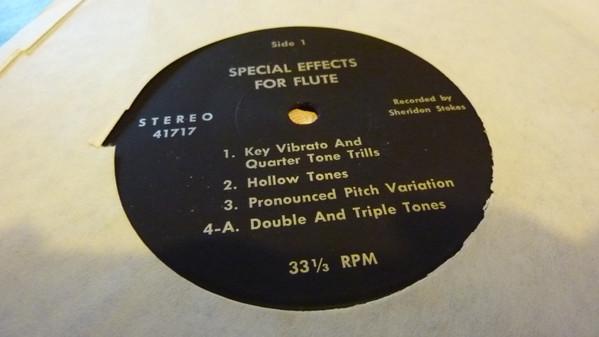 Side 1
SPECIAL EFFECTS
FOR FLUTE
STEREO
41717
Recorded by
Sheridon Stokes
1. Key Vibrato And
Quarter Tone Trills
2. Hollow Tones
3. Pronounced Pitch Variation
4-A. Double And Triple Tones
33⅓ RPM